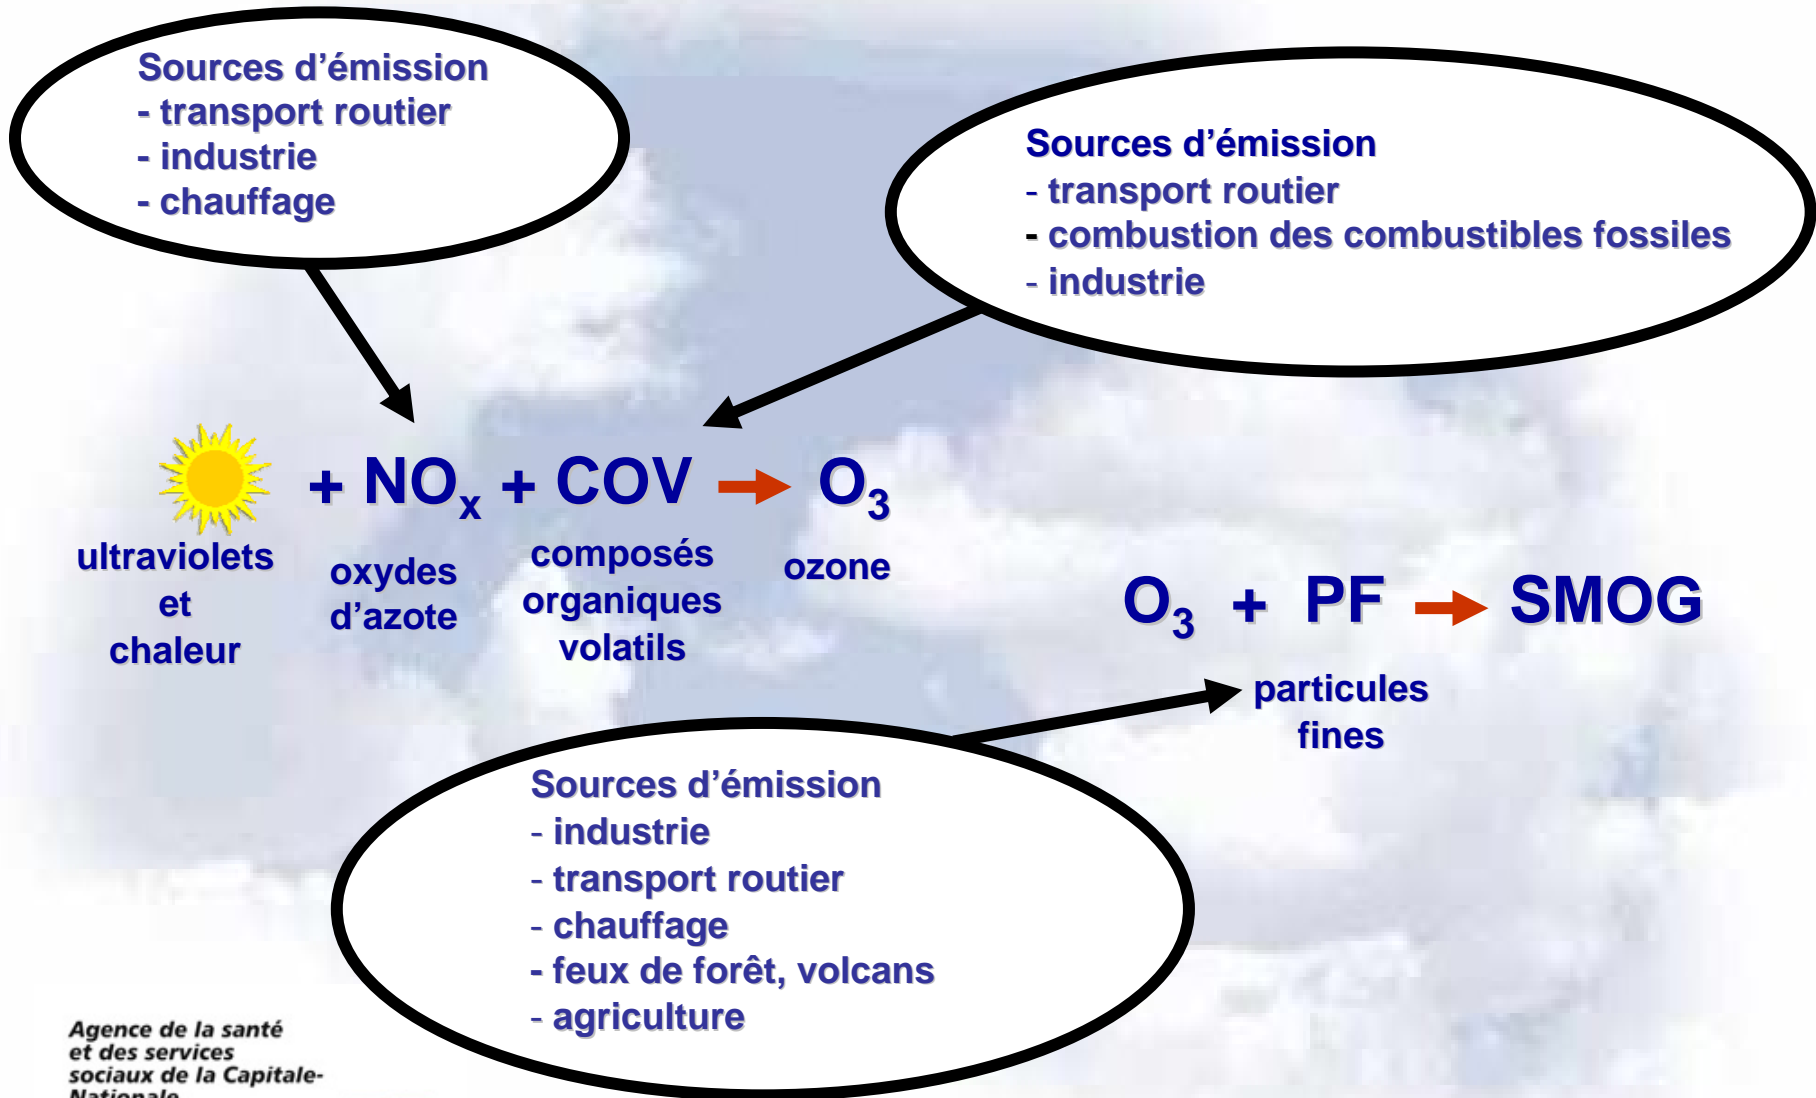 Sources d’émission
- transport routier
- industrie
- chauffage
Sources d’émission
- transport routier
- combustion des combustibles fossiles
- industrie
+ NOx + COV → O3
ultraviolets
et
chaleur
oxydes
d’azote
composés
organiques
volatils
ozone
O3 + PF → SMOG
particules
fines
Sources d’émission
- industrie
- transport routier
- chauffage
- feux de forêt, volcans
- agriculture
Agence de la santé
et des services
sociaux de la Capitale-
Nationale